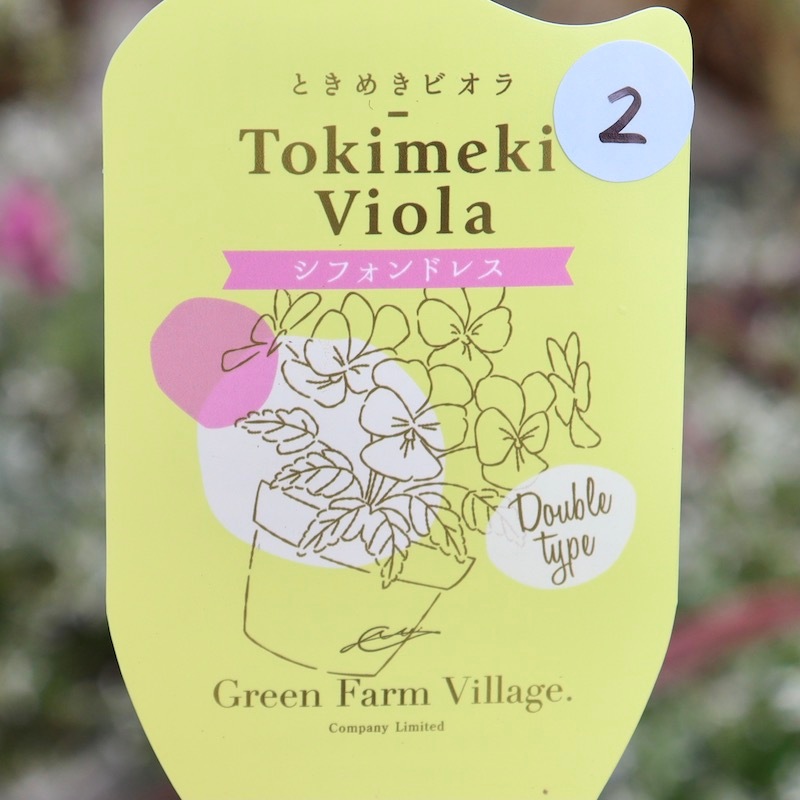 ときめきビオラ
2
Tokimeki
Viola
シフォンドレス
Double
type
Green Farm Village.
Company Limited